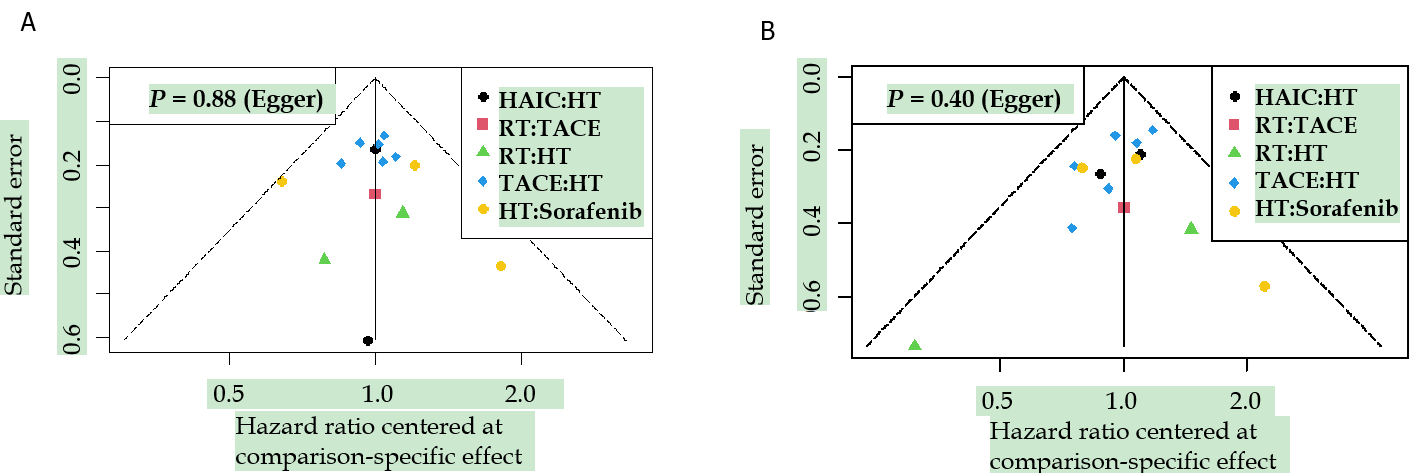 A
P = 0.88 (Egger)
HAIC:HT
RT:TACE
RT:HT
TACE:HT
HT:Sorafenib
Standard error
0.0
0.2
0.4
0.6
0.5 1.0 2.0
Hazard ratio centered at
comparison-specific effect
B
P = 0.40 (Egger)
HAIC:HT
RT:TACE
RT:HT
TACE:HT
HT:Sorafenib
Standard error
0.0
0.2
0.4
0.6
0.5 1.0 2.0
Hazard ratio centered at
comparison-specific effect